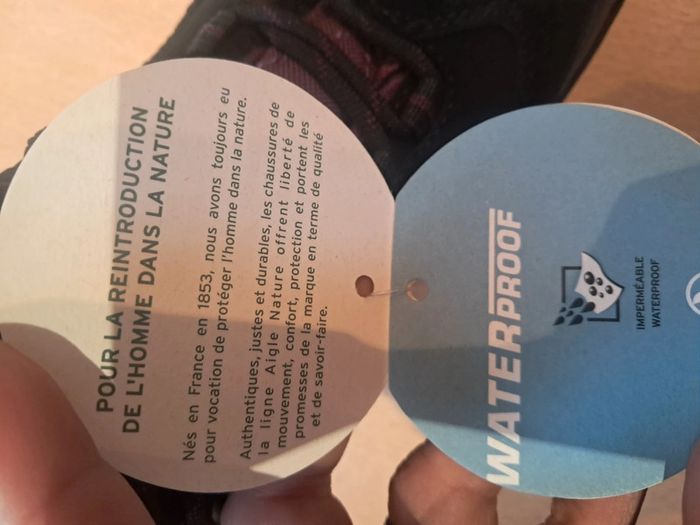 POUR LA REINTRODUCTION
DE L'HOMME DANS LA NATURE
Nés en France en 1853, nous avons toujours eu
pour vocation de protéger l'homme dans la nature.
Authentiques, justes et durables, les chaussures de
la ligne Aigle Nature offrent liberté de
mouvement, confort, protection et portent les
promesses de la marque en terme de qualité
et de savoir-faire.
WATERPROOF
IMPERMÉABLE
WATERPROOF